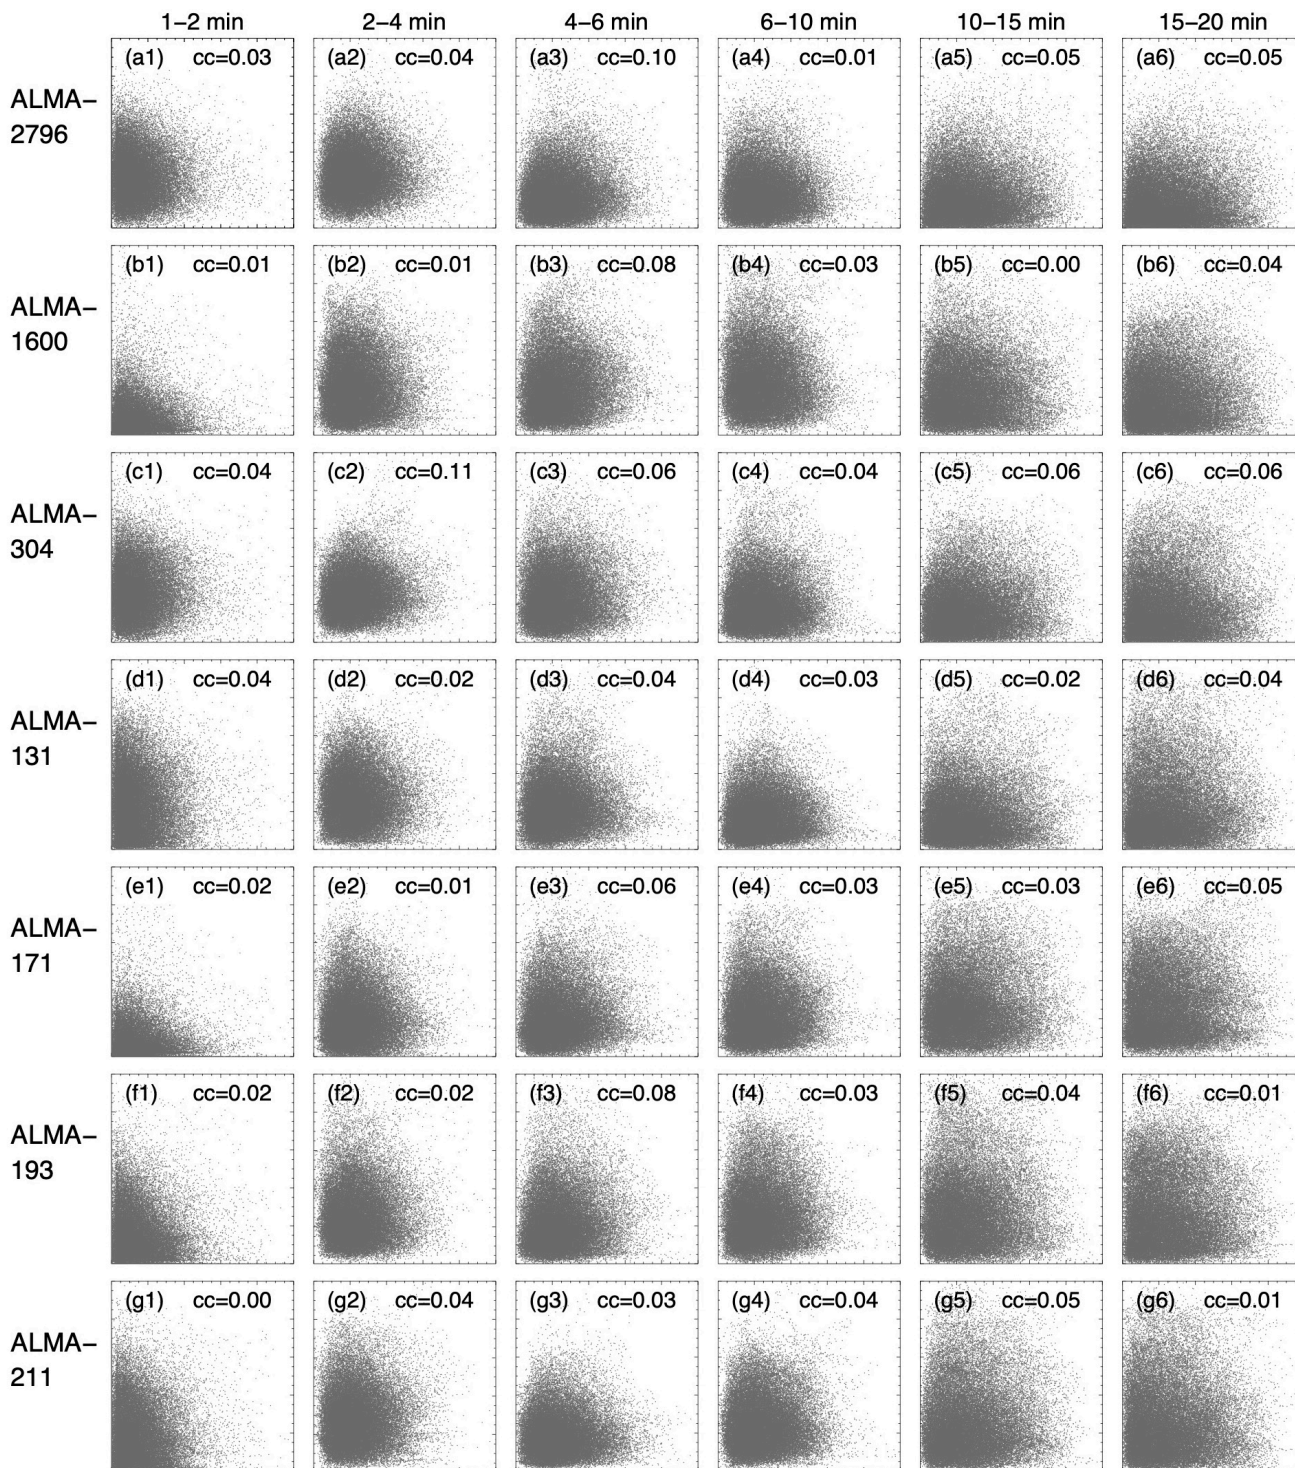 1–2 min 2–4 min 4–6 min 6–10 min 10–15 min 15–20 min
(a1) cc=0.03 (a2) cc=0.04 (a3) cc=0.10 (a4) cc=0.01 (a5) cc=0.05 (a6) cc=0.05
ALMA–
2796
(b1) cc=0.01 (b2) cc=0.01 (b3) cc=0.08 (b4) cc=0.03 (b5) cc=0.00 (b6) cc=0.04
ALMA–
1600
(c1) cc=0.04 (c2) cc=0.11 (c3) cc=0.06 (c4) cc=0.04 (c5) cc=0.06 (c6) cc=0.06
ALMA–
304
(d1) cc=0.04 (d2) cc=0.02 (d3) cc=0.04 (d4) cc=0.03 (d5) cc=0.02 (d6) cc=0.04
ALMA–
131
(e1) cc=0.02 (e2) cc=0.01 (e3) cc=0.06 (e4) cc=0.03 (e5) cc=0.03 (e6) cc=0.05
ALMA–
171
(f1) cc=0.02 (f2) cc=0.02 (f3) cc=0.08 (f4) cc=0.03 (f5) cc=0.04 (f6) cc=0.01
ALMA–
193
(g1) cc=0.00 (g2) cc=0.04 (g3) cc=0.03 (g4) cc=0.04 (g5) cc=0.05 (g6) cc=0.01
ALMA–
211